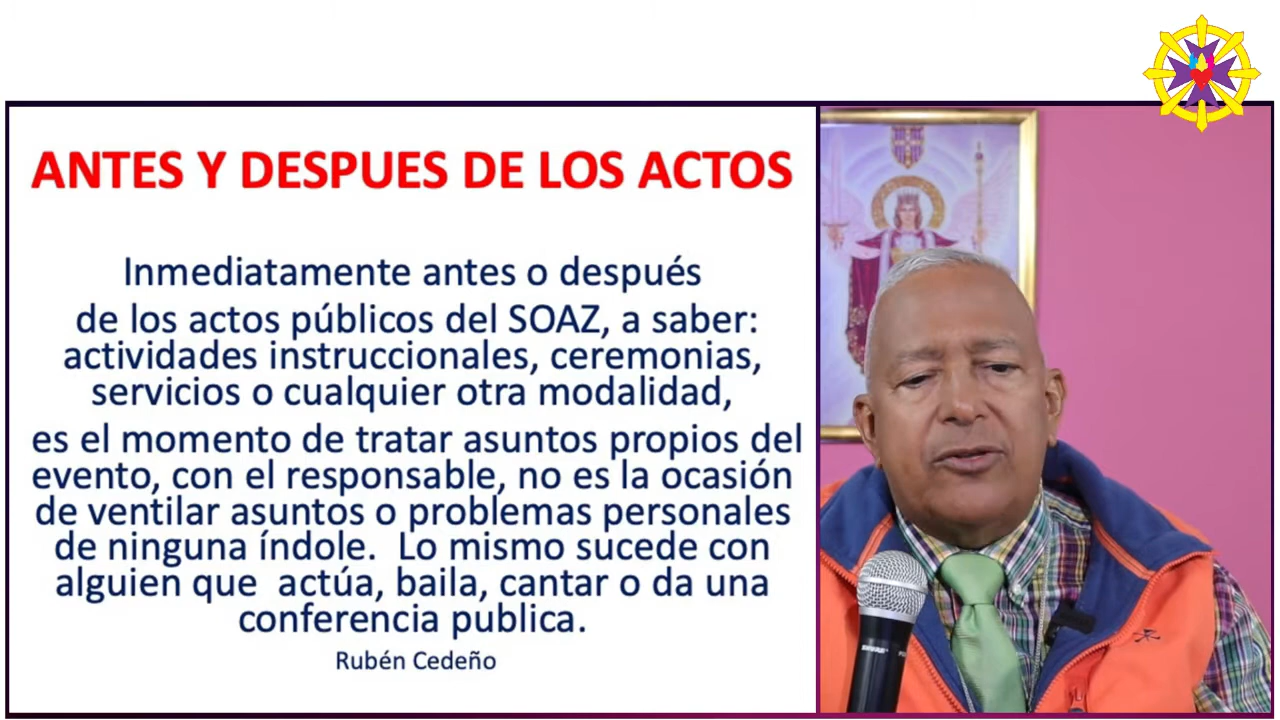 ANTES Y DESPUES DE LOS ACTOS
Inmediatamente antes o después
de los actos públicos del SOAZ, a saber:
actividades instruccionales, ceremonias,
servicios o cualquier otra modalidad,
es el momento de tratar asuntos propios del
evento, con el responsable, no es la ocasión
de ventilar asuntos o problemas personales
de ninguna índole.  Lo mismo sucede con
alguien que  actúa, baila, cantar o da una
conferencia publica.
Rubén Cedeño